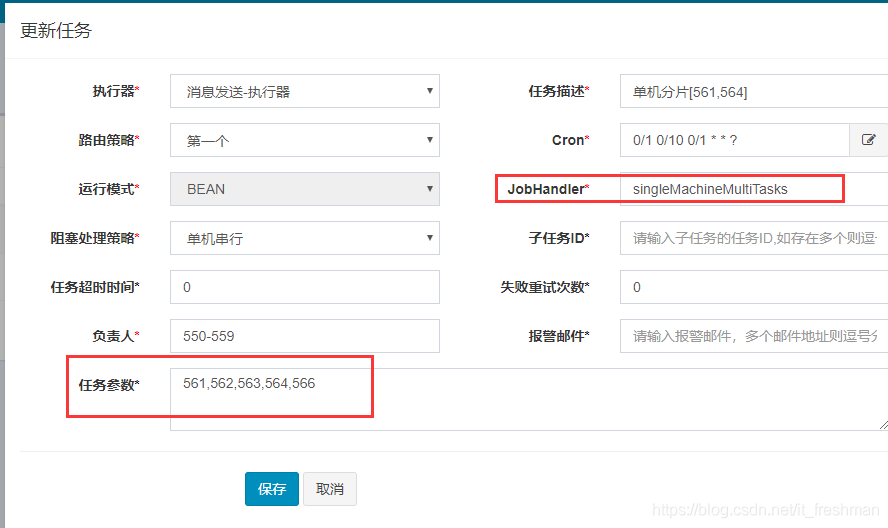 更新任务
执行器* 消息发送-执行器 任务描述* 单机分片[561,564]
路由策略* 第一个 Cron* 0/1 0/10 0/1 * * ?
运行模式* BEAN JobHandler* singleMachineMultiTasks
阻塞处理策略* 单机串行 子任务ID* 请输入子任务的任务ID,如存在多个则逗
任务超时时间* 0 失败重试次数* 0
负责人* 550-559 报警邮件* 请输入报警邮件，多个邮件地址则逗号分
任务参数* 561,562,563,564,566
保存 取消
https://blog.csdn.net/it_freshman